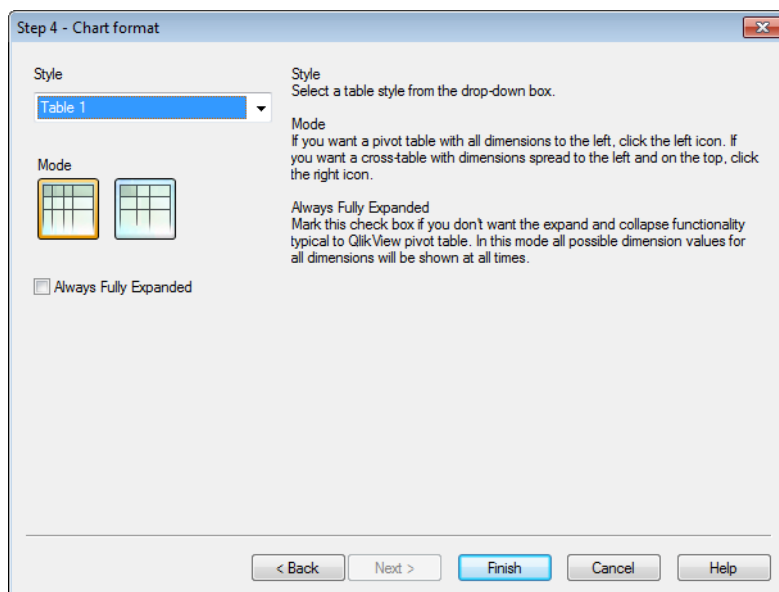 Step 4 - Chart format
Style
Table 1
Mode
Always Fully Expanded
Style
Select a table style from the drop-down box.
Mode
If you want a pivot table with all dimensions to the left, click the left icon. If
you want a cross-table with dimensions spread to the left and on the top, click
the right icon.
Always Fully Expanded
Mark this check box if you don't want the expand and collapse functionality
typical to QlikView pivot table. In this mode all possible dimension values for
all dimensions will be shown at all times.
< Back
Next >
Finish
Cancel
Help